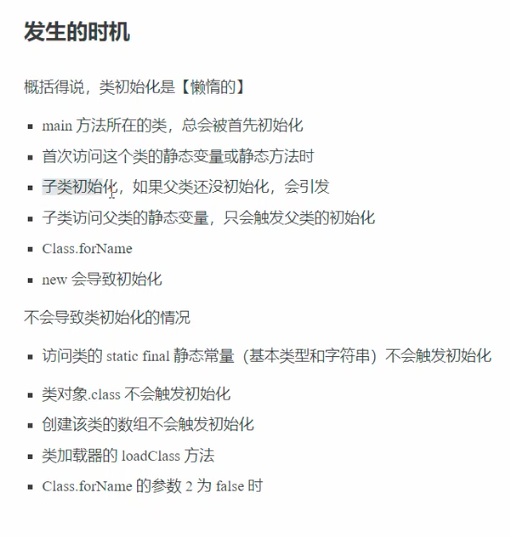 发生的时机
概括得说，类初始化是【懒惰的】
main 方法所在的类，总会被首先初始化
首次访问这个类的静态变量或静态方法时
子类初始化，如果父类还没初始化，会引发
子类访问父类的静态变量，只会触发父类的初始化
Class.forName
new 会导致初始化
不会导致类初始化的情况
访问类的 static final 静态常量（基本类型和字符串）不会触发初始化
类对象.class 不会触发初始化
创建该类的数组不会触发初始化
类加载器的 loadClass 方法
Class.forName 的参数 2 为 false 时